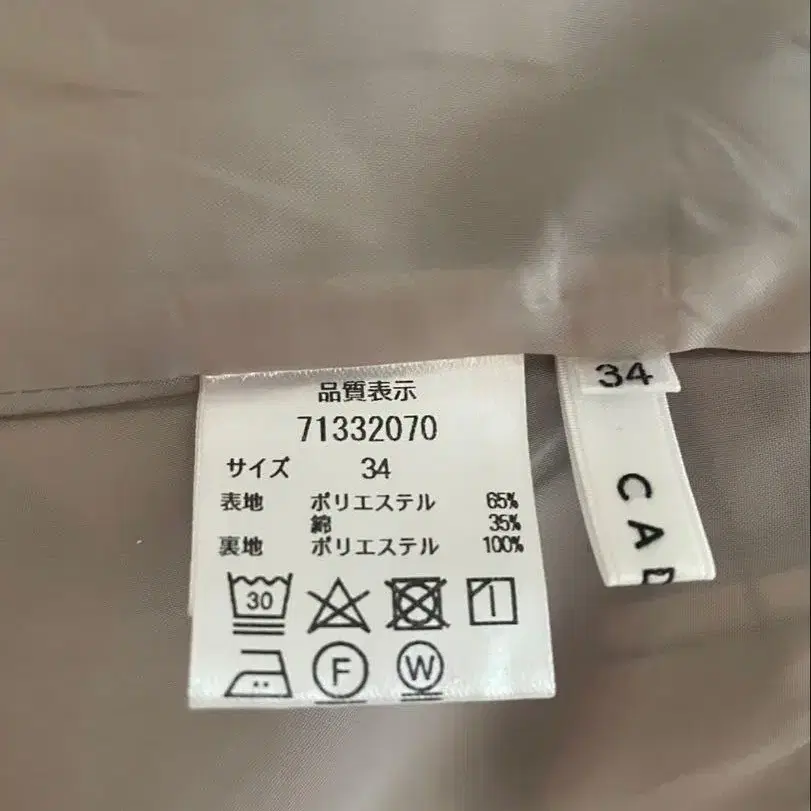 品質表示
71332070
サイズ 34
表地 ポリエステル 65%
綿 35%
裏地 ポリエステル 100%
30
F W
34
CA